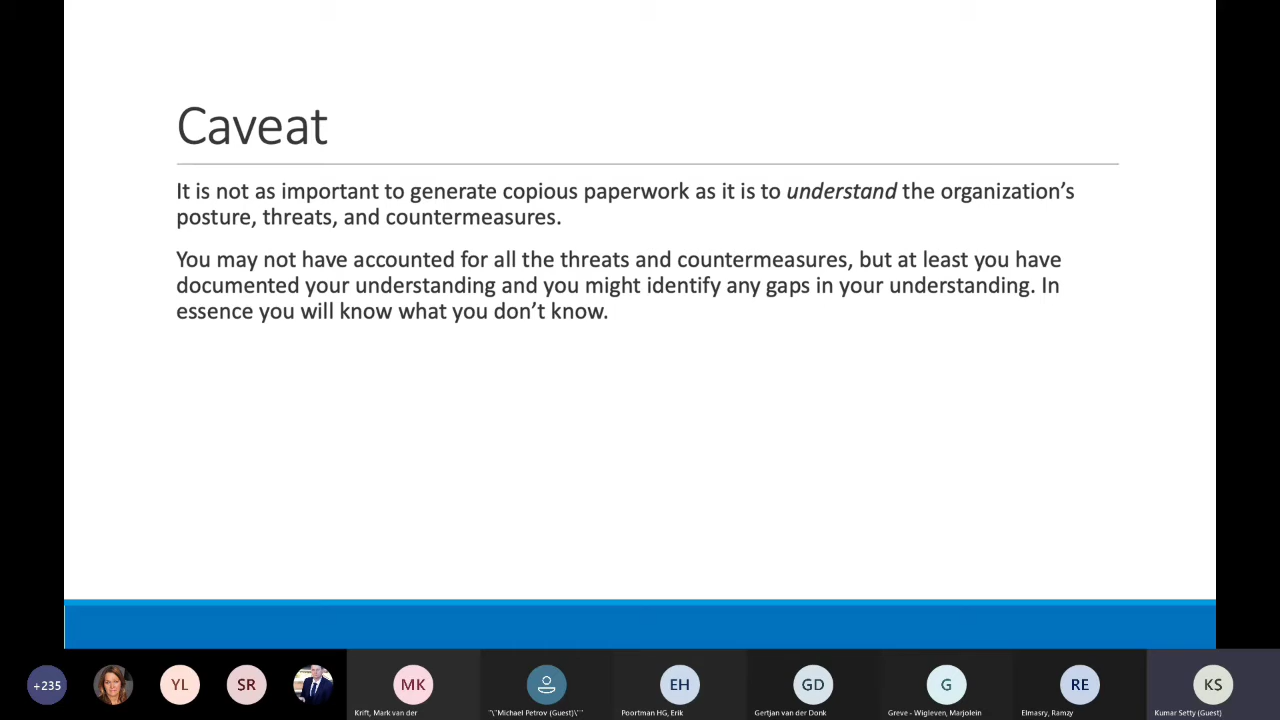 Caveat
It is not as important to generate copious paperwork as it is to understand the organization's
posture, threats, and countermeasures.
You may not have accounted for all the threats and countermeasures, but at least you have
documented your understanding and you might identify any gaps in your understanding. In
essence you will know what you don't know.
+235
YL
SR
MK
EH
GD
G
RE
KS
Krift, Mark van der
"\"Michael Petrov (Guest)\""
Poortman HG, Erik
Gertjan van der Donk
Greve - Wigleven, Marjolein
Elmasry, Ramzy
Kumar Setty (Guest)